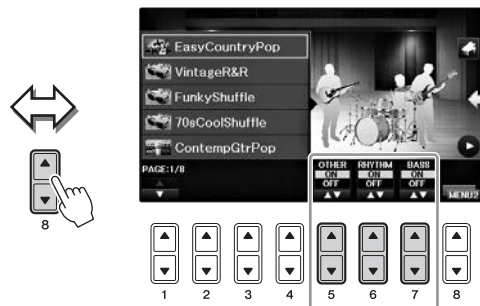 EasyCountryPop
VintageR&R
FunkyShuffle
70sCoolShuffle
ContempGtrPop
PAGE:1/8
OTHER RHYTHM BASS
ON ON ON
OFF OFF OFF
MENU2
8
1 2 3 4 5 6 7 8